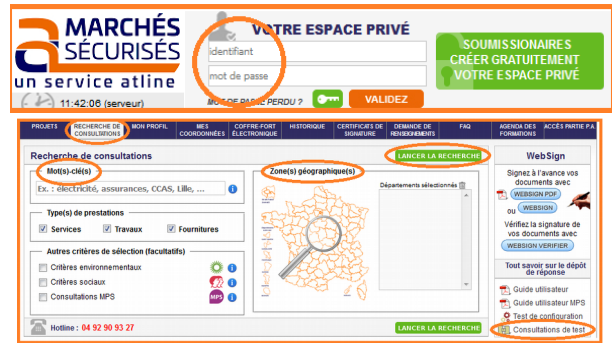 MARCHÉS
SÉCURISÉS
un service atline
11:42:06 (serveur)
VOTRE ESPACE PRIVÉ
identifiant
mot de passe
MOT DE PASSE PERDU ?
VALIDEZ
SOUMISSIONAIRES
CRÉER GRATUITEMENT
VOTRE ESPACE PRIVÉ
PROJETS
RECHERCHE DE CONSULTATIONS
MON PROFIL
MES COORDONNÉES
COFFRE-FORT ÉLECTRONIQUE
HISTORIQUE
CERTIFICATS DE SIGNATURE
DEMANDE DE RENSEIGNEMENTS
FAQ
AGENDA DES FORMATIONS
ACCÈS PARTIE P.A.
Recherche de consultations
LANCER LA RECHERCHE
Mot(s)-clé(s)
Ex. : électricité, assurances, CCAS, Lille, ...
Type(s) de prestations
Services
Travaux
Fournitures
Autres critères de sélection (facultatifs)
Critères environnementaux
Critères sociaux
Consultations MPS
MPS
Zone(s) géographique(s)
Départements sélectionnés
Hotline : 04 92 90 93 27
LANCER LA RECHERCHE
WebSign
Signez à l'avance vos
documents avec
WEBSIGN PDF
ou WEBSIGN
Vérifiez la signature de
vos documents avec
WEBSIGN VERIFIER
Tout savoir sur le dépôt
de réponse
Guide utilisateur
Guide utilisateur MPS
Test de configuration
Consultations de test